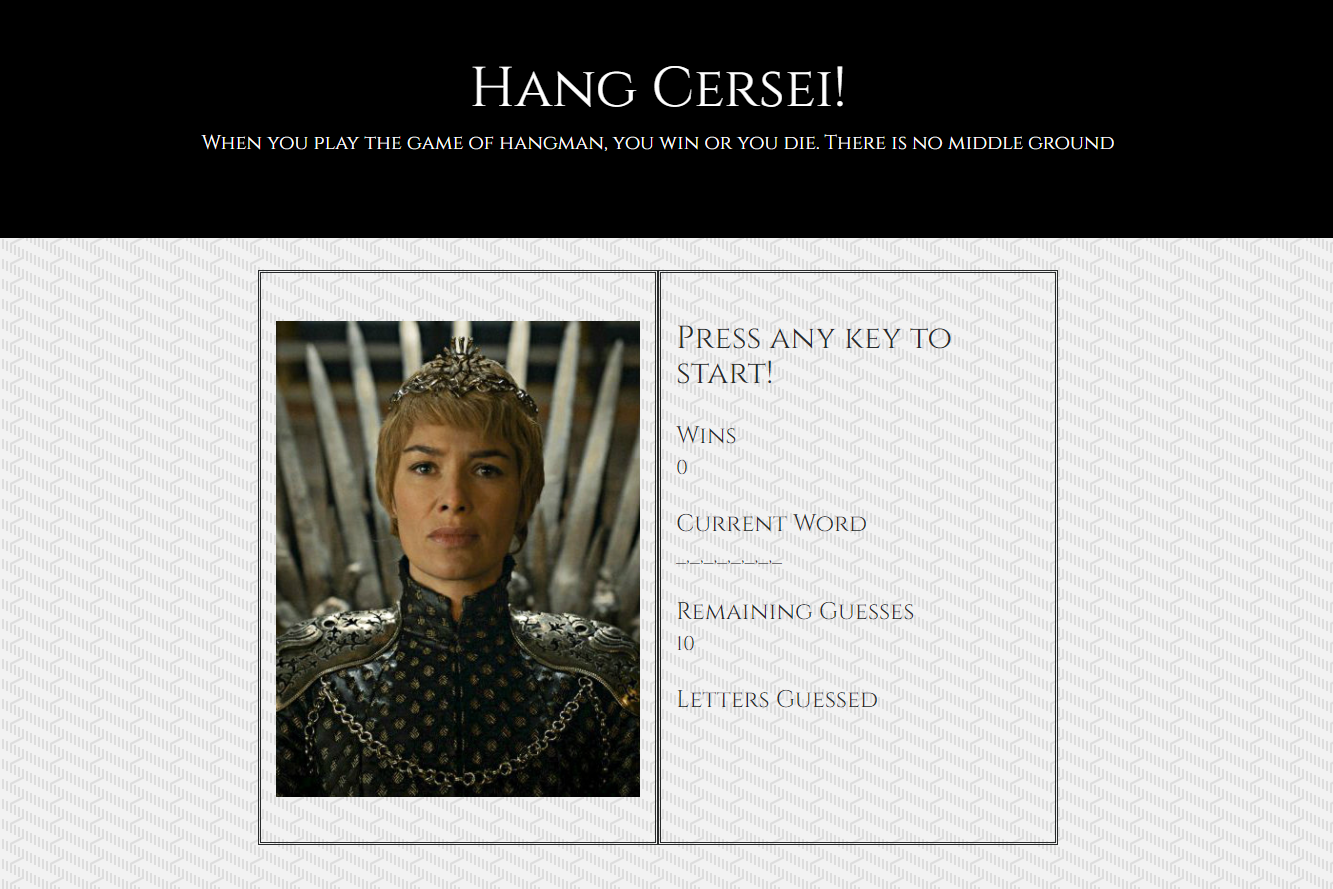 Hang Cersei!
When you play the game of hangman, you win or you die. There is no middle ground
Press any key to
start!
Wins
0
Current Word
_,_,_,_,_,_,_,_
Remaining Guesses
10
Letters Guessed